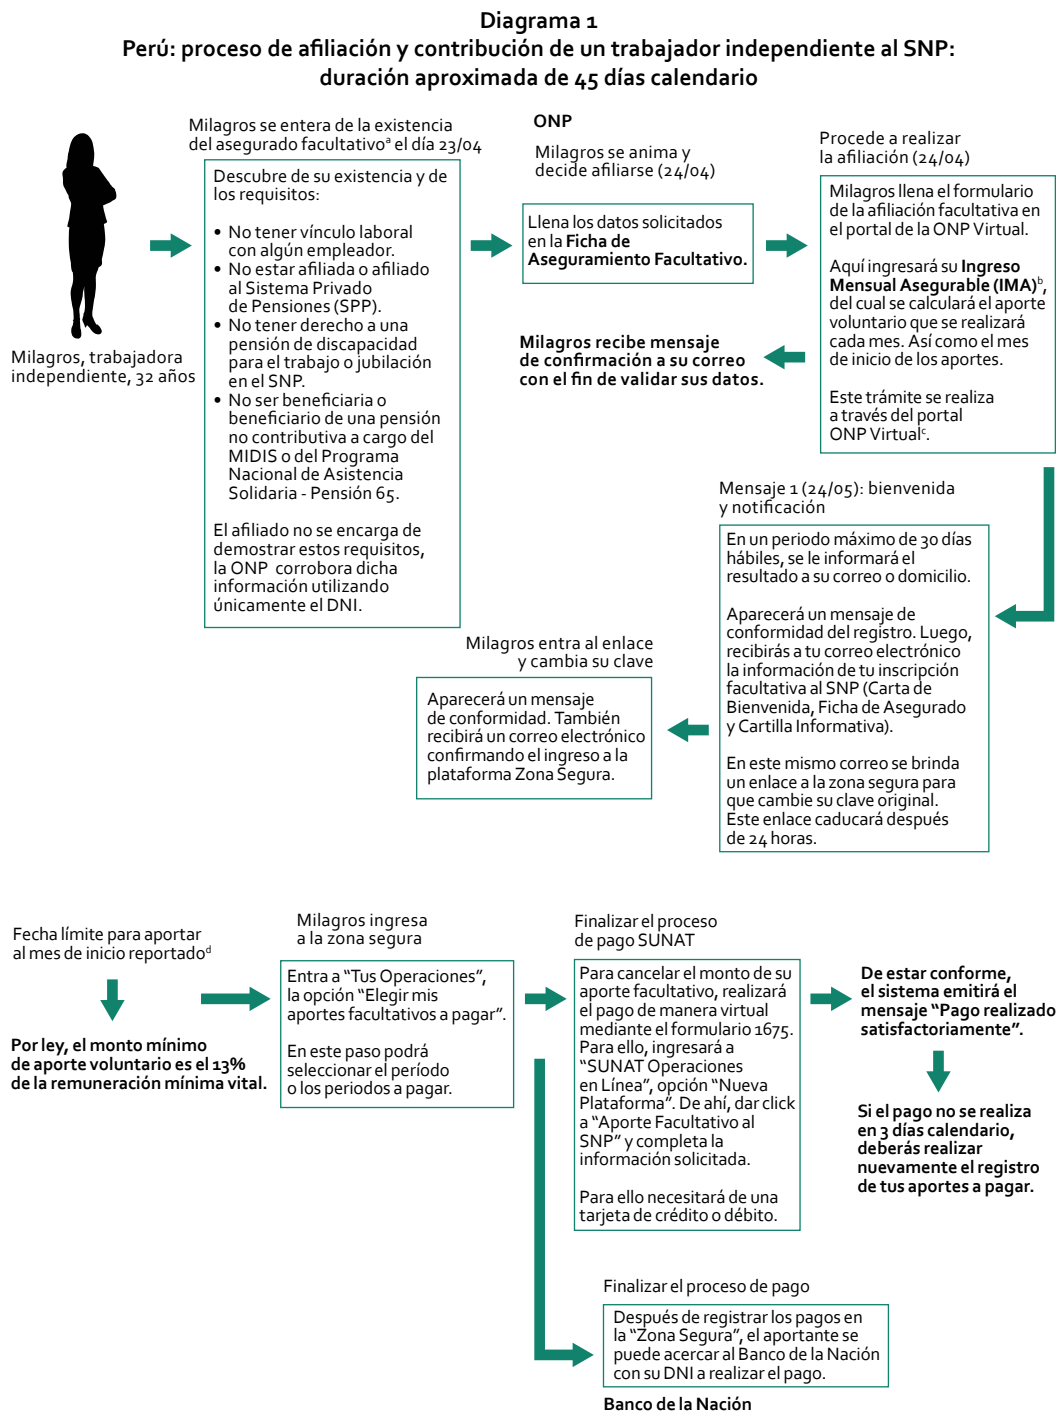 Diagrama 1
Perú: proceso de afiliación y contribución de un trabajador independiente al SNP:
duración aproximada de 45 días calendario
Milagros, trabajadora
independiente, 32 años
Milagros se entera de la existencia
del asegurado facultativoª el día 23/04
Descubre de su existencia y de
los requisitos:
• No tener vínculo laboral
con algún empleador.
• No estar afiliada o afiliado
al Sistema Privado
de Pensiones (SPP).
• No tener derecho a una
pensión de discapacidad
para el trabajo o jubilación
en el SNP.
• No ser beneficiaria o
beneficiario de una pensión
no contributiva a cargo del
MIDIS o del Programa
Nacional de Asistencia
Solidaria - Pensión 65.
El afiliado no se encarga de
demostrar estos requisitos,
la ONP corrobora dicha
información utilizando
únicamente el DNI.
ONP
Milagros se anima y
decide afiliarse (24/04)
Llena los datos solicitados
en la Ficha de
Aseguramiento Facultativo.
Procede a realizar
la afiliación (24/04)
Milagros llena el formulario
de la afiliación facultativa en
el portal de la ONP Virtual.
Aquí ingresará su Ingreso
Mensual Asegurable (IMA)ᵇ,
del cual se calculará el aporte
voluntario que se realizará
cada mes. Así como el mes
de inicio de los aportes.
Este trámite se realiza
a través del portal
ONP Virtualᶜ.
Milagros recibe mensaje
de confirmación a su correo
con el fin de validar sus datos.
Mensaje 1 (24/05): bienvenida
y notificación
En un periodo máximo de 30 días
hábiles, se le informará el
resultado a su correo o domicilio.
Aparecerá un mensaje de
conformidad del registro. Luego,
recibirás a tu correo electrónico
la información de tu inscripción
facultativa al SNP (Carta de
Bienvenida, Ficha de Asegurado
y Cartilla Informativa).
En este mismo correo se brinda
un enlace a la zona segura para
que cambie su clave original.
Este enlace caducará después
de 24 horas.
Milagros entra al enlace
y cambia su clave
Aparecerá un mensaje
de conformidad. También
recibirá un correo electrónico
confirmando el ingreso a la
plataforma Zona Segura.
Fecha límite para aportar
al mes de inicio reportadoᵈ
Por ley, el monto mínimo
de aporte voluntario es el 13%
de la remuneración mínima vital.
Milagros ingresa
a la zona segura
Entra a “Tus Operaciones”,
la opción “Elegir mis
aportes facultativos a pagar”.
En este paso podrá
seleccionar el período
o los periodos a pagar.
Finalizar el proceso
de pago SUNAT
Para cancelar el monto de su
aporte facultativo, realizará
el pago de manera virtual
mediante el formulario 1675.
Para ello, ingresará a
“SUNAT Operaciones
en Línea”, opción “Nueva
Plataforma”. De ahí, dar click
a “Aporte Facultativo al
SNP” y completa la
información solicitada.
Para ello necesitará de una
tarjeta de crédito o débito.
De estar conforme,
el sistema emitirá el
mensaje “Pago realizado
satisfactoriamente”.
Si el pago no se realiza
en 3 días calendario,
deberás realizar
nuevamente el registro
de tus aportes a pagar.
Finalizar el proceso de pago
Después de registrar los pagos en
la “Zona Segura”, el aportante se
puede acercar al Banco de la Nación
con su DNI a realizar el pago.
Banco de la Nación